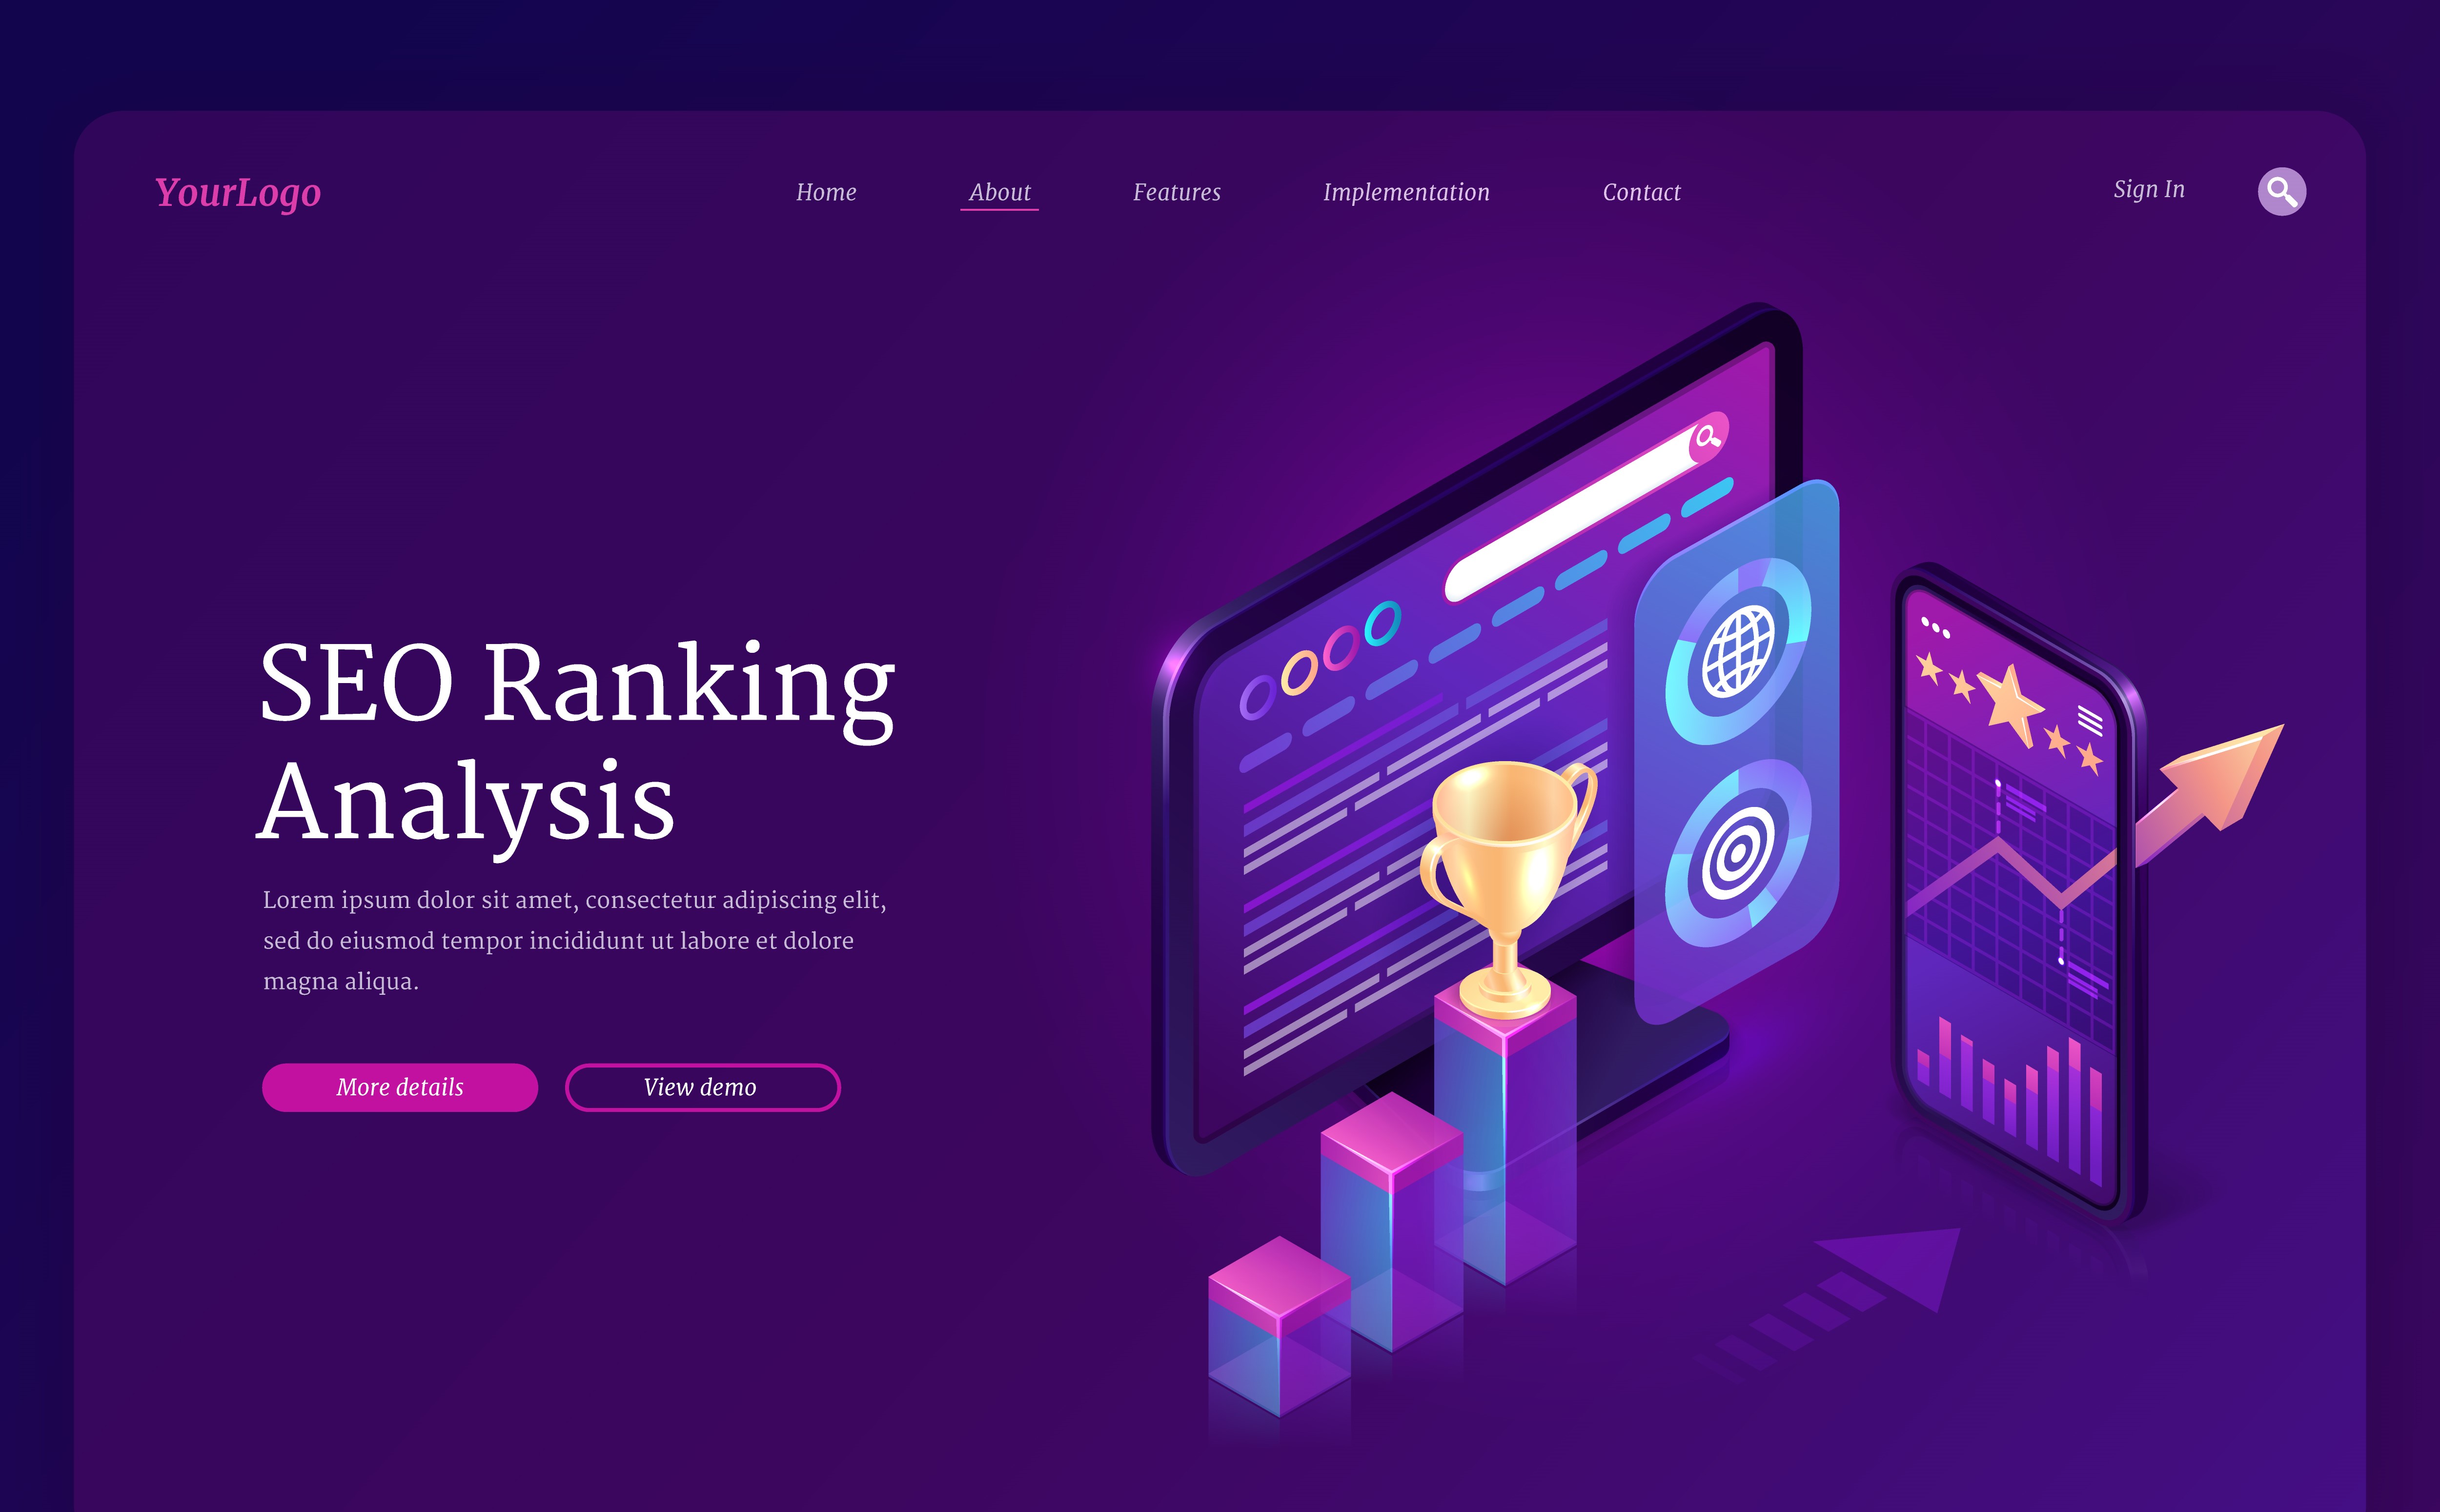 YourLogo
Home About Features Implementation Contact
Sign In
SEO Ranking
Analysis
Lorem ipsum dolor sit amet, consectetur adipiscing elit,
sed do eiusmod tempor incididunt ut labore et dolore
magna aliqua.
More details
View demo